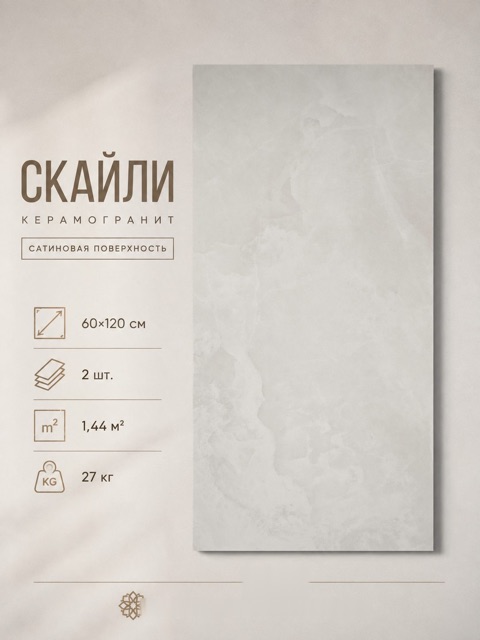 СКАЙЛИ
КЕРАМОГРАНИТ
САТИНОВАЯ ПОВЕРХНОСТЬ
60×120 см
2 шт.
m² 1,44 м²
KG 27 кг